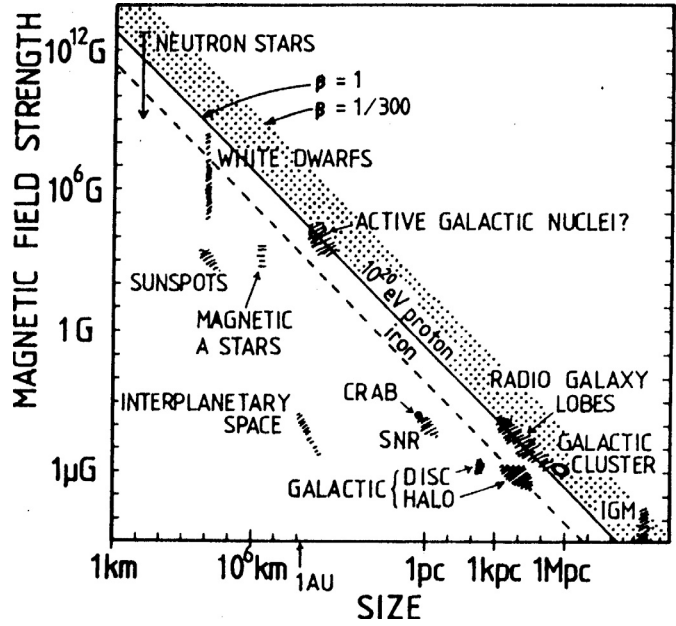 MAGNETIC FIELD STRENGTH
10¹²G
10⁶G
1G
1μG
NEUTRON STARS
β = 1
β = 1/300
WHITE DWARFS
ACTIVE GALACTIC NUCLEI?
SUNSPOTS
MAGNETIC
A STARS
10²⁰ eV proton
iron
RADIO GALAXY
LOBES
CRAB
INTERPLANETARY
SPACE
SNR
GALACTIC
CLUSTER
GALACTIC { DISC
HALO
IGM
1km
10⁶km
1AU
1pc
1kpc
1Mpc
SIZE